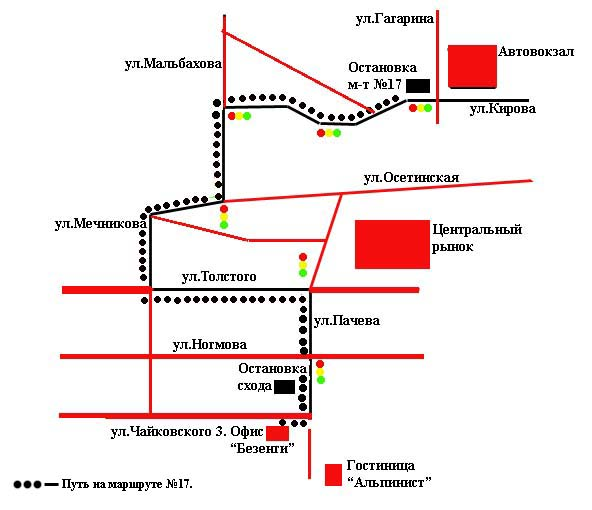 ул.Гагарина
Автовокзал
ул.Мальбахова
Остановка
м-т №17
ул.Кирова
ул.Осетинская
ул.Мечникова
Центральный
рынок
ул.Толстого
ул.Пачева
ул.Ногмова
Остановка
схода
ул.Чайковского 3. Офис
“Безенги”
Гостиница
“Альпинист”
Путь на маршруте №17.